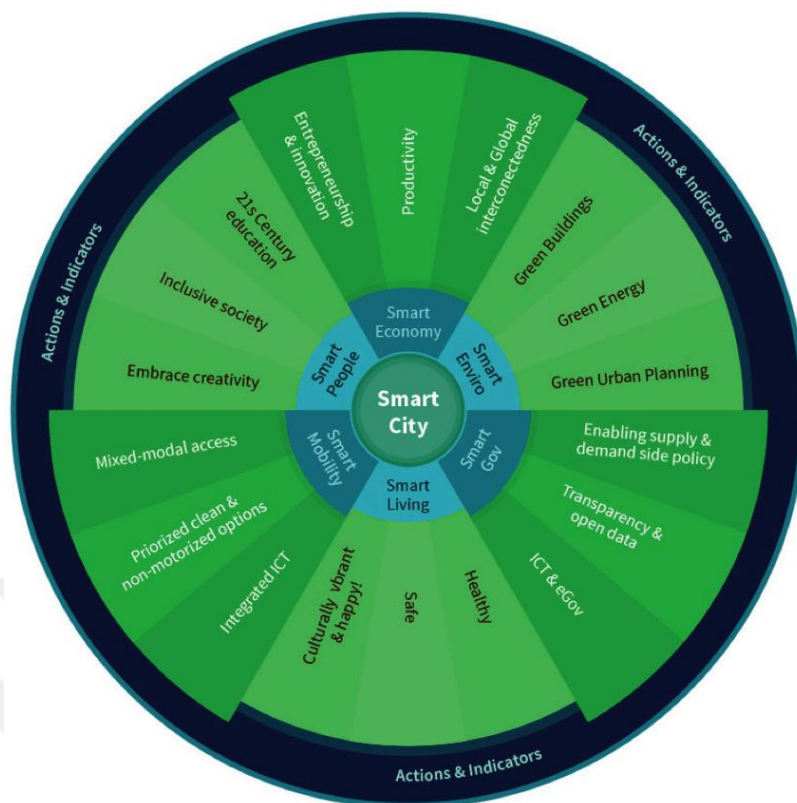 Smart
City
Smart
Economy
Entrepreneurship
& innovation
Productivity
Local & Global
interconectedness
Smart
Enviro
Green Buildings
Green Energy
Green Urban Planning
Smart
Gov
Enabling supply &
demand side policy
Transparency &
open data
ICT & eGov
Smart
Living
Healthy
Safe
Culturally vbrant
& happy!
Smart
Mobility
Integrated ICT
Priorized clean &
non-motorized options
Mixed-modal access
Smart
People
Embrace creativity
Inclusive society
21s Century
education
Actions & Indicators
Actions & Indicators
Actions & Indicators